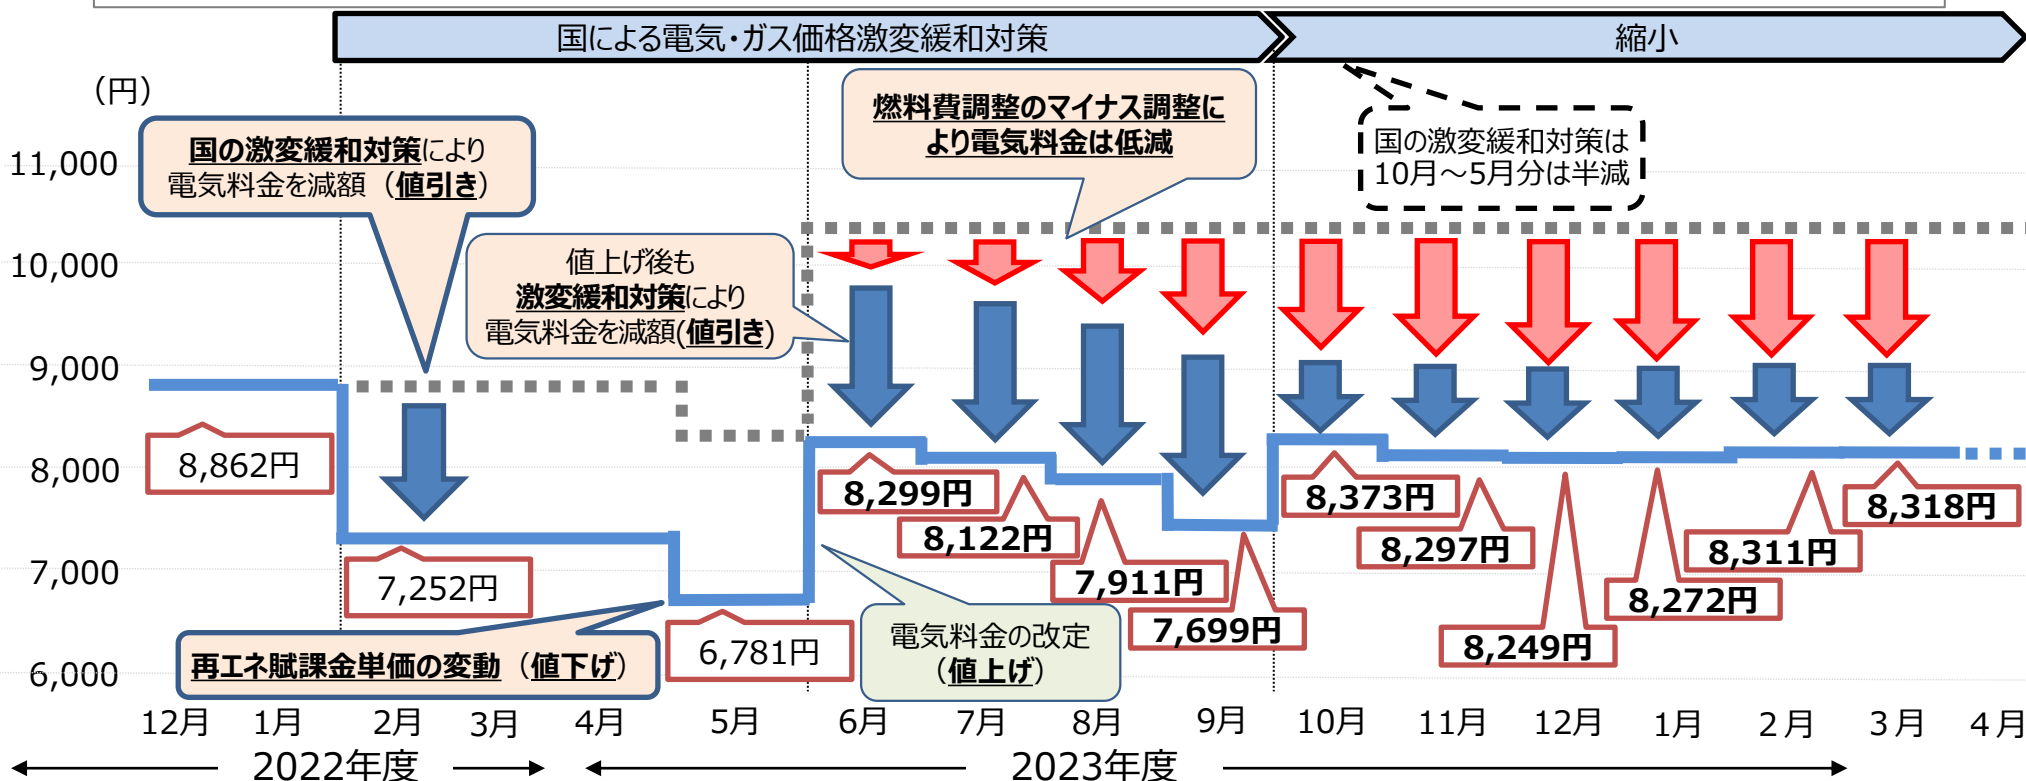 国による電気・ガス価格激変緩和対策
縮小
（円）
11,000
10,000
9,000
8,000
7,000
6,000
国の激変緩和対策により
電気料金を減額（値引き）
燃料費調整のマイナス調整に
より電気料金は低減
国の激変緩和対策は
10月～5月分は半減
値上げ後も
激変緩和対策により
電気料金を減額(値引き)
8,862円
7,252円
6,781円
8,299円
8,122円
7,911円
7,699円
8,373円
8,297円
8,249円
8,272円
8,311円
8,318円
再エネ賦課金単価の変動（値下げ）
電気料金の改定
（値上げ）
12月 1月 2月 3月 4月 5月 6月 7月 8月 9月 10月 11月 12月 1月 ２月 ３月 ４月
2022年度
2023年度